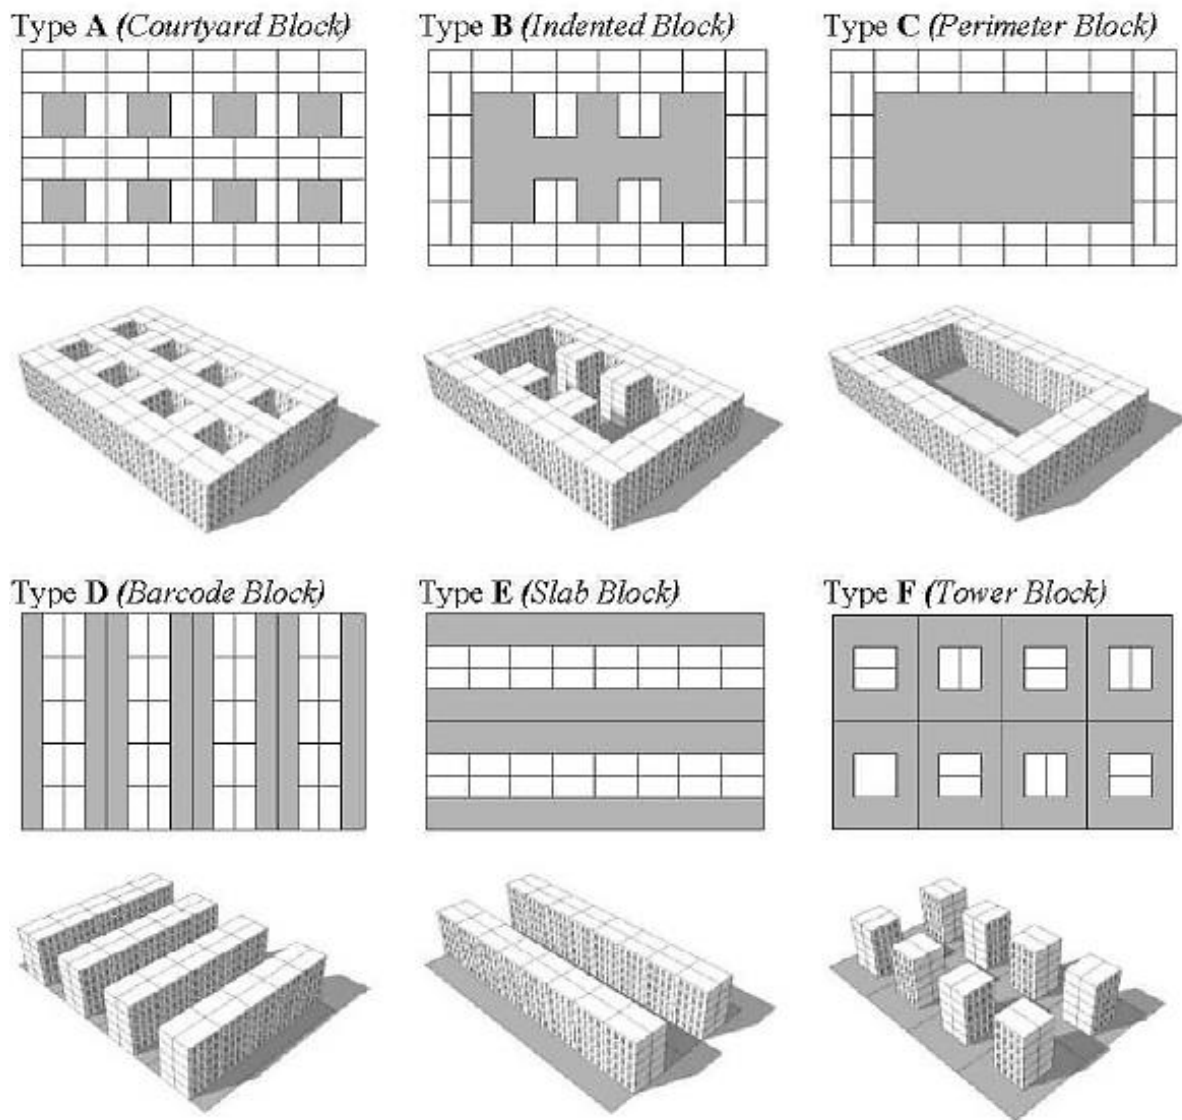 Type A (Courtyard Block)
Type B (Indented Block)
Type C (Perimeter Block)
Type D (Barcode Block)
Type E (Slab Block)
Type F (Tower Block)